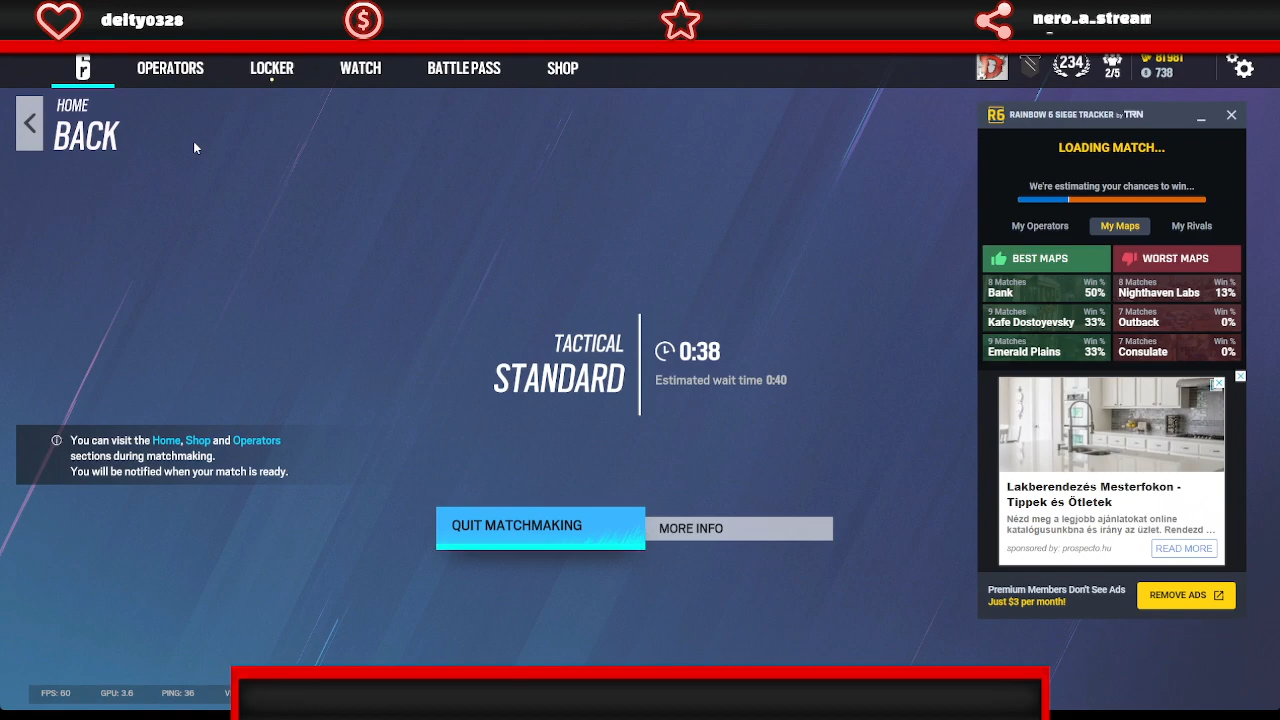 deity0328
nero_a_stream
OPERATORS
LOCKER
WATCH
BATTLE PASS
SHOP
234
2/5
81981
738
HOME
BACK
R6 RAINBOW 6 SIEGE TRACKER by TRN
LOADING MATCH...
We're estimating your chances to win...
My Operators
My Maps
My Rivals
BEST MAPS
WORST MAPS
8 Matches Win %
Bank 50%
8 Matches Win %
Nighthaven Labs 13%
9 Matches Win %
Kafe Dostoyevsky 33%
7 Matches Win %
Outback 0%
9 Matches Win %
Emerald Plains 33%
7 Matches Win %
Consulate 0%
TACTICAL
STANDARD
0:38
Estimated wait time 0:40
You can visit the Home, Shop and Operators
sections during matchmaking.
You will be notified when your match is ready.
QUIT MATCHMAKING
MORE INFO
Lakberendezés Mesterfokon -
Tippek és Ötletek
Nézd meg a legjobb ajánlatokat online
katalógusunkbna és irány az üzlet. Rendezd ...
sponsored by: prospecto.hu
READ MORE
Premium Members Don't See Ads
Just $3 per month!
REMOVE ADS
FPS: 60
GPU: 3.6
PING: 36